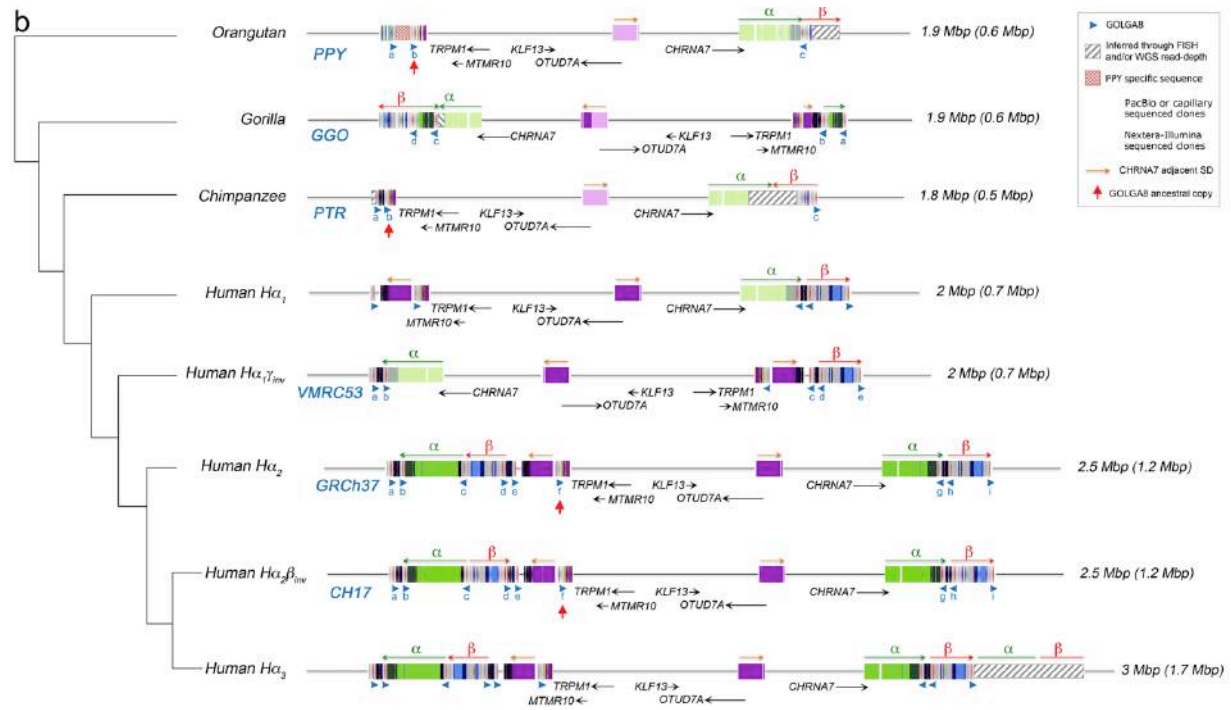 b
Orangutan
PPY
α β
a b c
TRPM1 KLF13 CHRNA7
MTMR10 OTUD7A
1.9 Mbp (0.6 Mbp)
Gorilla
GGO
β α
d c b a
CHRNA7 KLF13 TRPM1
OTUD7A MTMR10
1.9 Mbp (0.6 Mbp)
Chimpanzee
PTR
α β
a b c
TRPM1 KLF13 CHRNA7
MTMR10 OTUD7A
1.8 Mbp (0.5 Mbp)
Human Hα1
α β
TRPM1 KLF13 CHRNA7
MTMR10 OTUD7A
2 Mbp (0.7 Mbp)
Human Hα1γinv
VMRC53
α β
a b c d e
CHRNA7 KLF13 TRPM1
OTUD7A MTMR10
2 Mbp (0.7 Mbp)
Human Hα2
GRCh37
α β α β
a b c d e f g h i
TRPM1 KLF13 CHRNA7
MTMR10 OTUD7A
2.5 Mbp (1.2 Mbp)
Human Hα2βinv
CH17
α β α β
a b c d e f g h i
TRPM1 KLF13 CHRNA7
MTMR10 OTUD7A
2.5 Mbp (1.2 Mbp)
Human Hα3
α β α β α β
TRPM1 KLF13 CHRNA7
MTMR10 OTUD7A
3 Mbp (1.7 Mbp)
GOLGA8
Inferred through FISH
and/or WGS read-depth
PPY specific sequence
PacBio or capillary
sequenced clones
Nextera-Illumina
sequenced clones
CHRNA7 adjacent SD
GOLGA8 ancestral copy